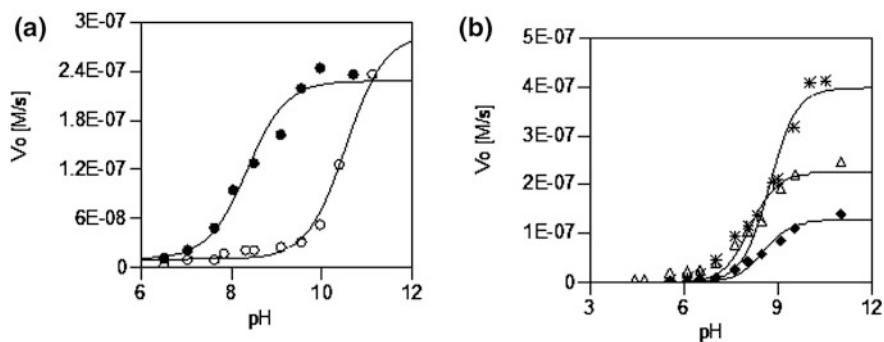 (a)
3E-07
2.4E-07
1.8E-07
1.2E-07
6E-08
0
Vo [M/s]
6 8 10 12
pH
(b)
5E-07
4E-07
3E-07
2E-07
1E-07
0
Vo [M/s]
3 6 9 12
pH